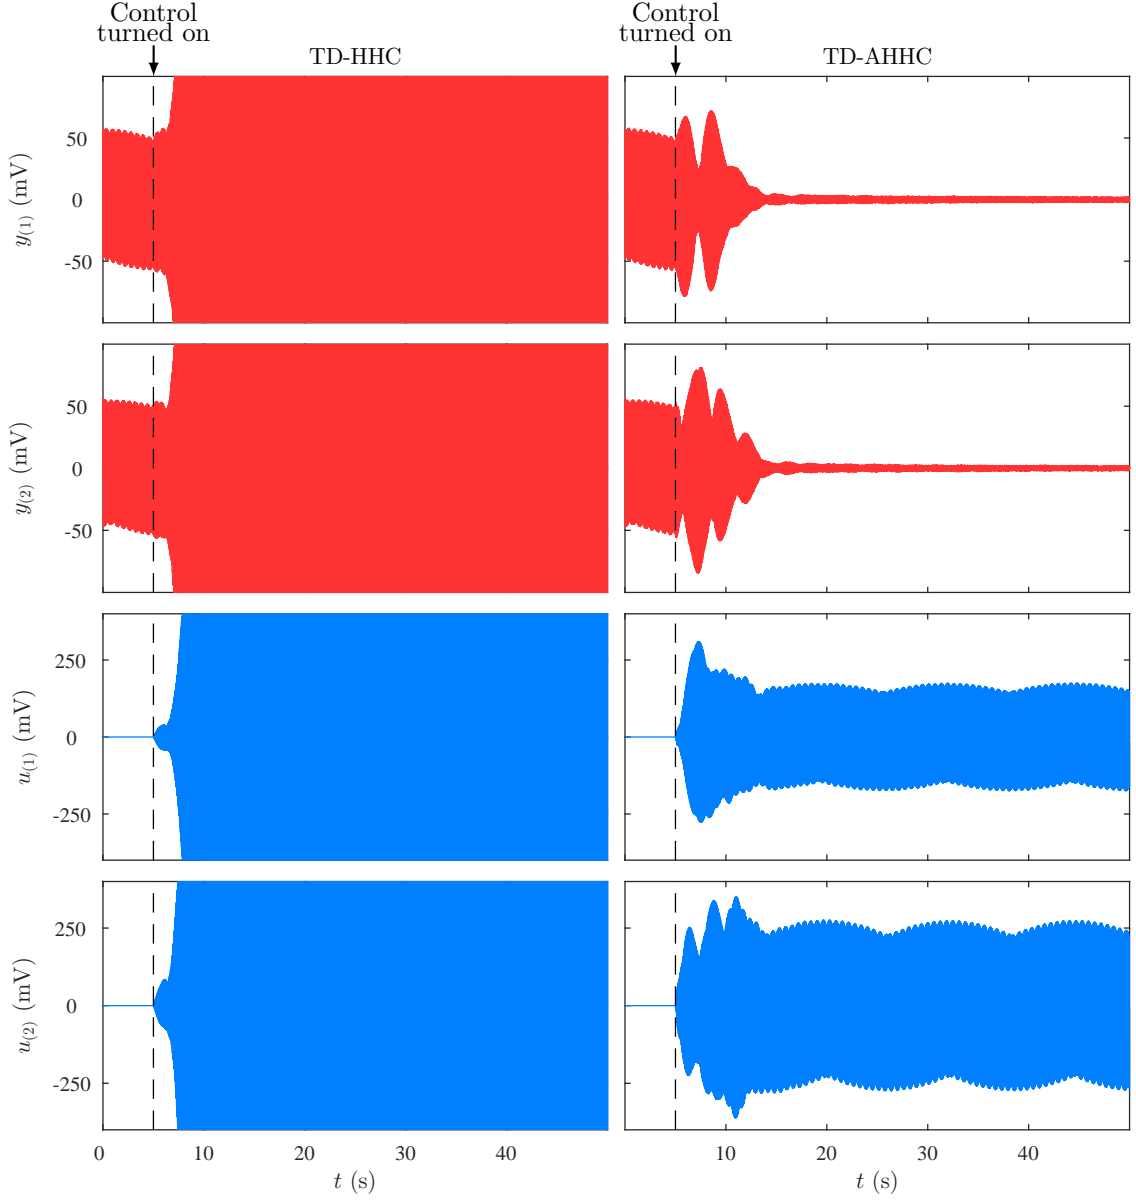 Control
turned on
Control
turned on
TD-HHC
TD-AHHC
y(1) (mV)
50
0
-50
y(2) (mV)
50
0
-50
u(1) (mV)
250
0
-250
u(2) (mV)
250
0
-250
0 10 20 30 40
10 20 30 40
t (s)
t (s)